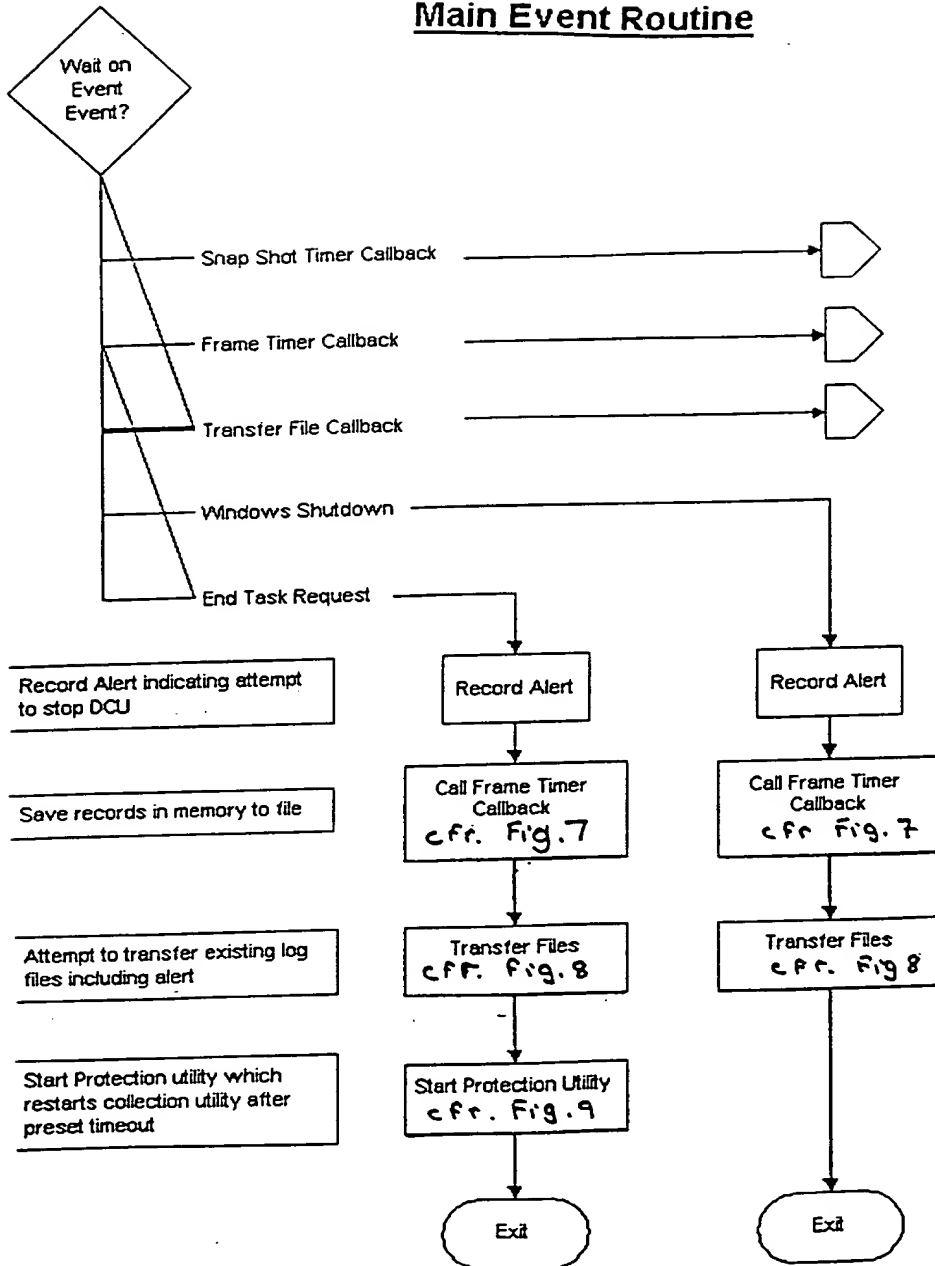 Main Event Routine
Wait on
Event
Event?
Snap Shot Timer Callback
Frame Timer Callback
Transfer File Callback
Windows Shutdown
End Task Request
Record Alert indicating attempt
to stop DCU
Record Alert
Record Alert
Save records in memory to file
Call Frame Timer
Callback
cfr. Fig. 7
Call Frame Timer
Callback
cfr Fig. 7
Attempt to transfer existing log
files including alert
Transfer Files
cfr. Fig. 8
Transfer Files
cfr. Fig 8
Start Protection utility which
restarts collection utility after
preset timeout
Start Protection Utility
cfr. Fig. 9
Exit
Exit